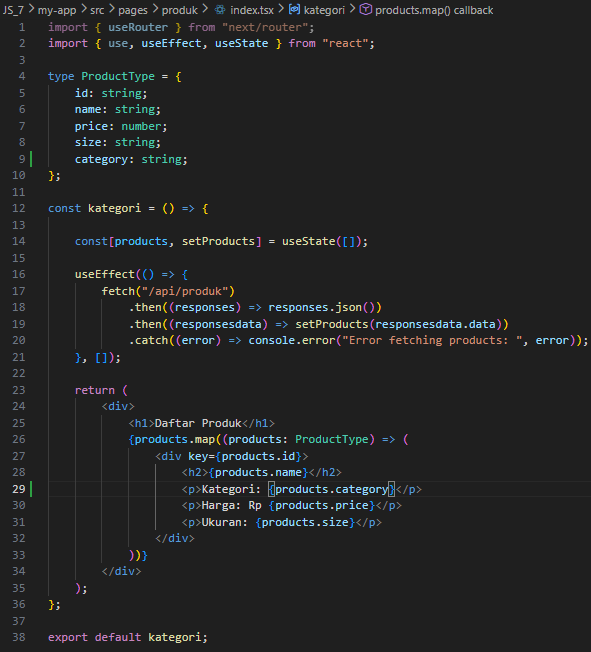 JS_7 > my-app > src > pages > produk > index.tsx > kategori > products.map() callback
1 import { useRouter } from "next/router";
2 import { use, useEffect, useState } from "react";
3
4 type ProductType = {
5 id: string;
6 name: string;
7 price: number;
8 size: string;
9 category: string;
10 };
11
12 const kategori = () => {
13
14 const[products, setProducts] = useState([]);
15
16 useEffect(() => {
17 fetch("/api/produk")
18 .then((responses) => responses.json())
19 .then((responsesdata) => setProducts(responsesdata.data))
20 .catch((error) => console.error("Error fetching products: ", error));
21 }, []);
22
23 return (
24 <div>
25 <h1>Daftar Produk</h1>
26 {products.map((products: ProductType) => (
27 <div key={products.id}>
28 <h2>{products.name}</h2>
29 <p>Kategori: {products.category}</p>
30 <p>Harga: Rp {products.price}</p>
31 <p>Ukuran: {products.size}</p>
32 </div>
33 ))}
34 </div>
35 );
36 };
37
38 export default kategori;